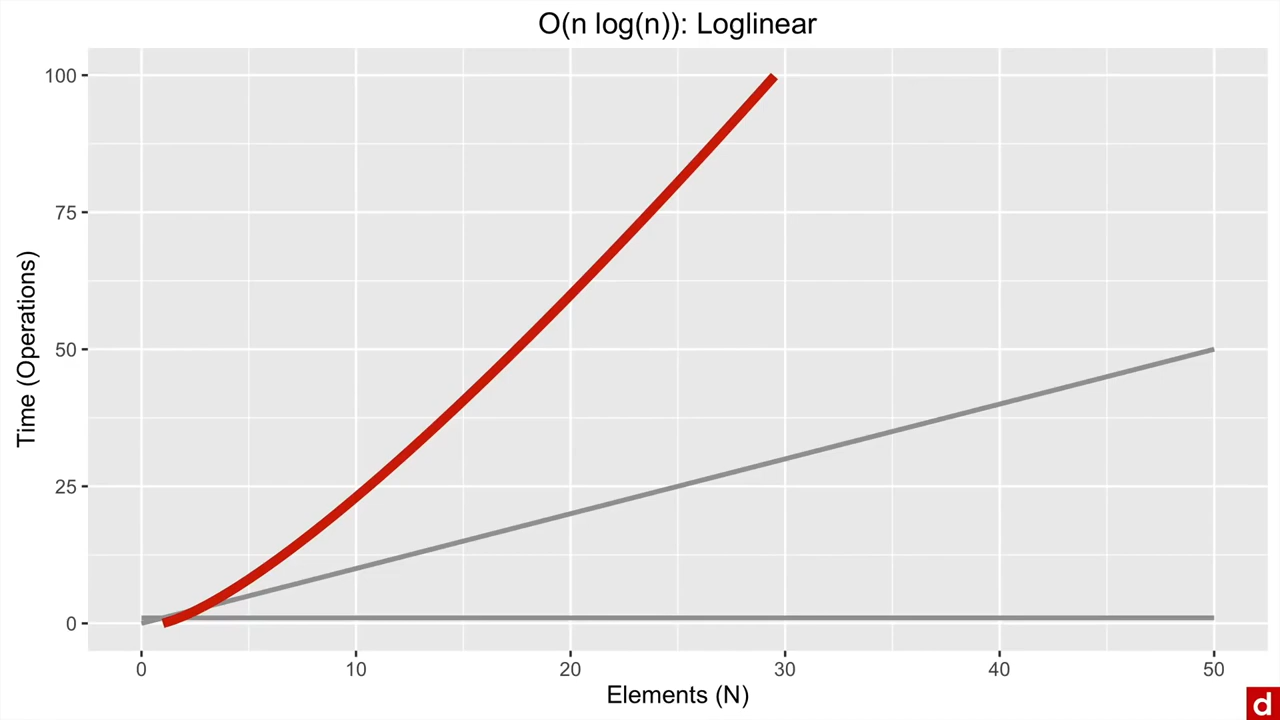 O(n log(n)): Loglinear
100
75
50
25
0
Time (Operations)
0 10 20 30 40 50
Elements (N)
d